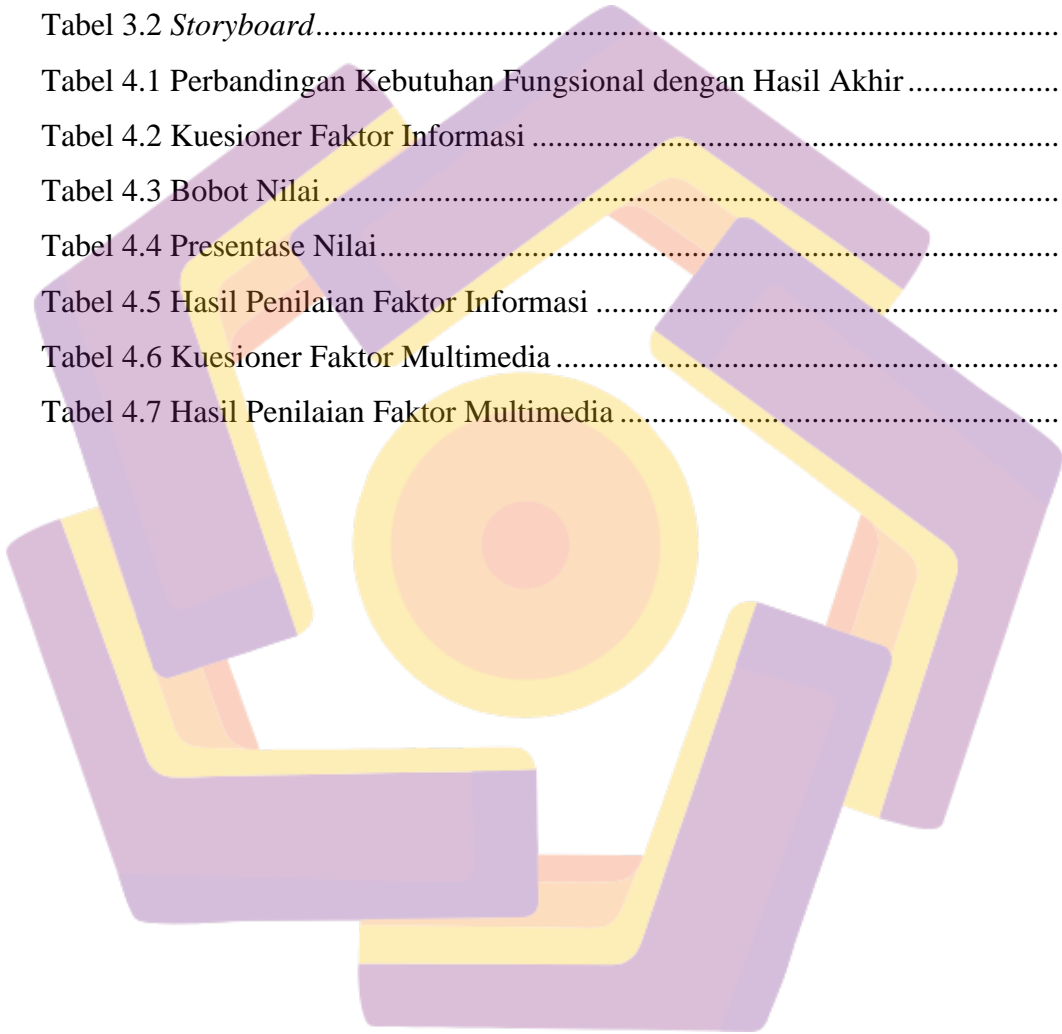 Tabel 3.2 Storyboard........................................................................................
Tabel 4.1 Perbandingan Kebutuhan Fungsional dengan Hasil Akhir...................
Tabel 4.2 Kuesioner Faktor Informasi...............................................................
Tabel 4.3 Bobot Nilai.......................................................................................
Tabel 4.4 Presentase Nilai................................................................................
Tabel 4.5 Hasil Penilaian Faktor Informasi.......................................................
Tabel 4.6 Kuesioner Faktor Multimedia............................................................
Tabel 4.7 Hasil Penilaian Faktor Multimedia....................................................